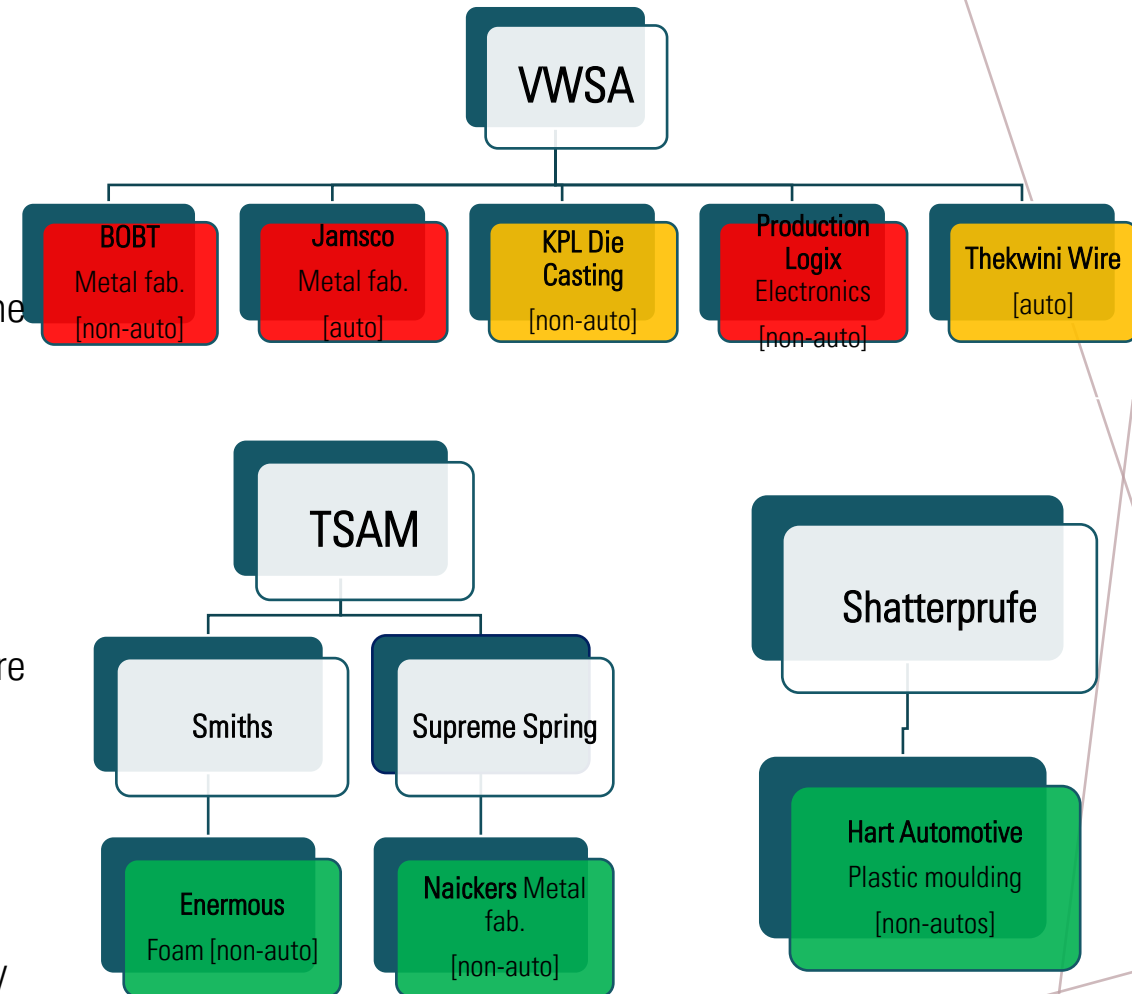 VWSA
BOBT
Metal fab.
[non-auto]
Jamsco
Metal fab.
[auto]
KPL Die
Casting
[non-auto]
Production
Logix
Electronics
[non-auto]
Thekwini Wire
[auto]
ne
TSAM
Smiths
Supreme Spring
Enermous
Foam [non-auto]
Naickers Metal
fab.
[non-auto]
Shatterprufe
Hart Automotive
Plastic moulding
[non-autos]
re
y